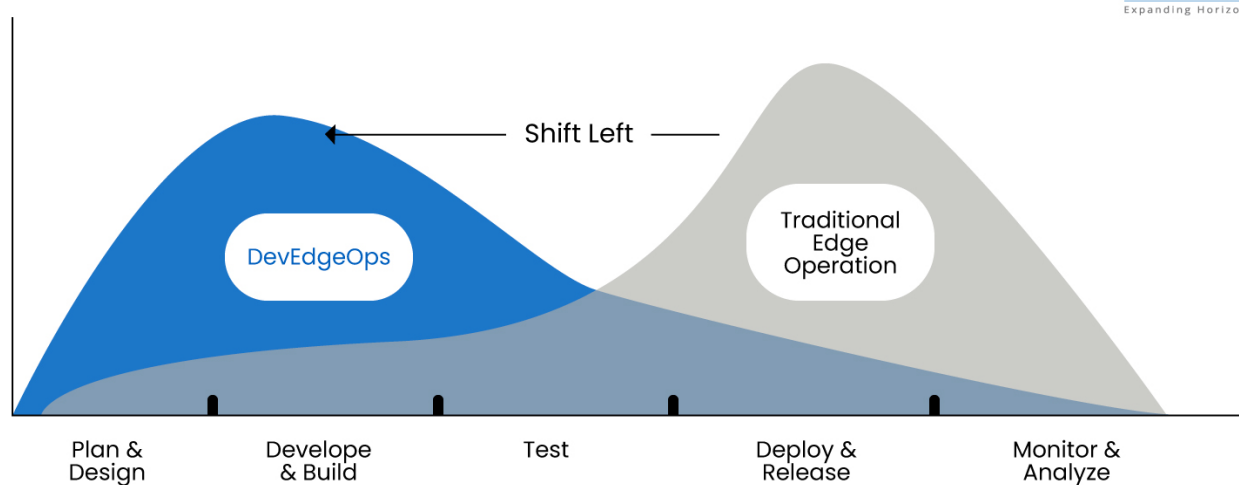 Expanding Horizo
Shift Left
DevEdgeOps
Traditional
Edge
Operation
Plan &
Design
Develope
& Build
Test
Deploy &
Release
Monitor &
Analyze